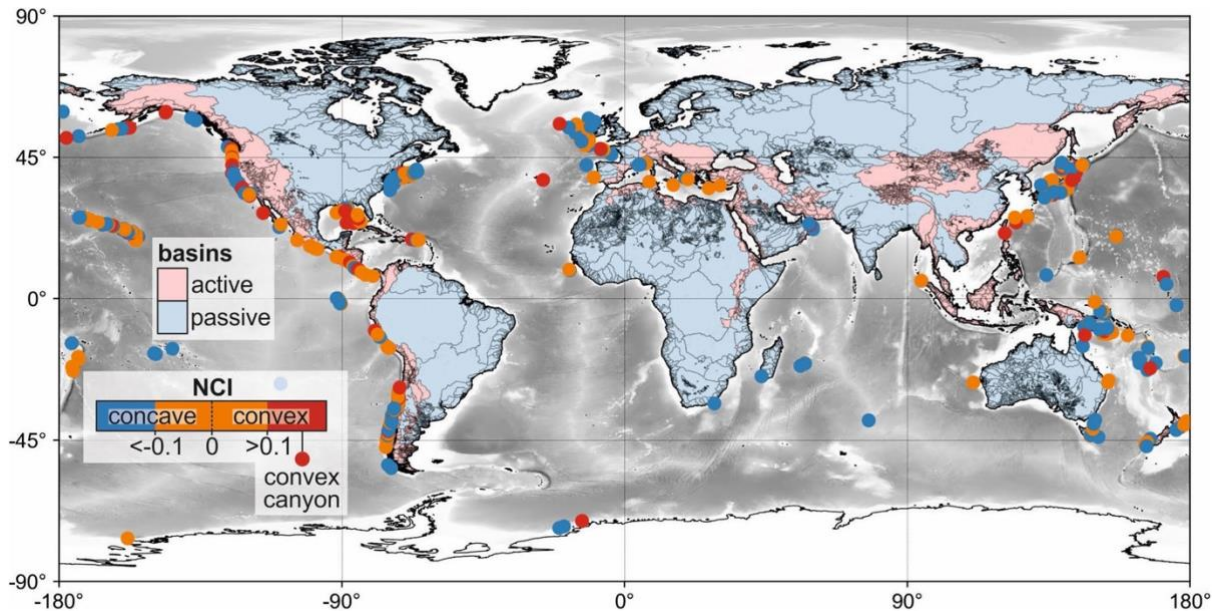 90°
45°
0°
-45°
-90°
-180°
-90°
0°
90°
180°
basins
active
passive
NCI
concave
convex
<-0.1
0
>0.1
convex
canyon